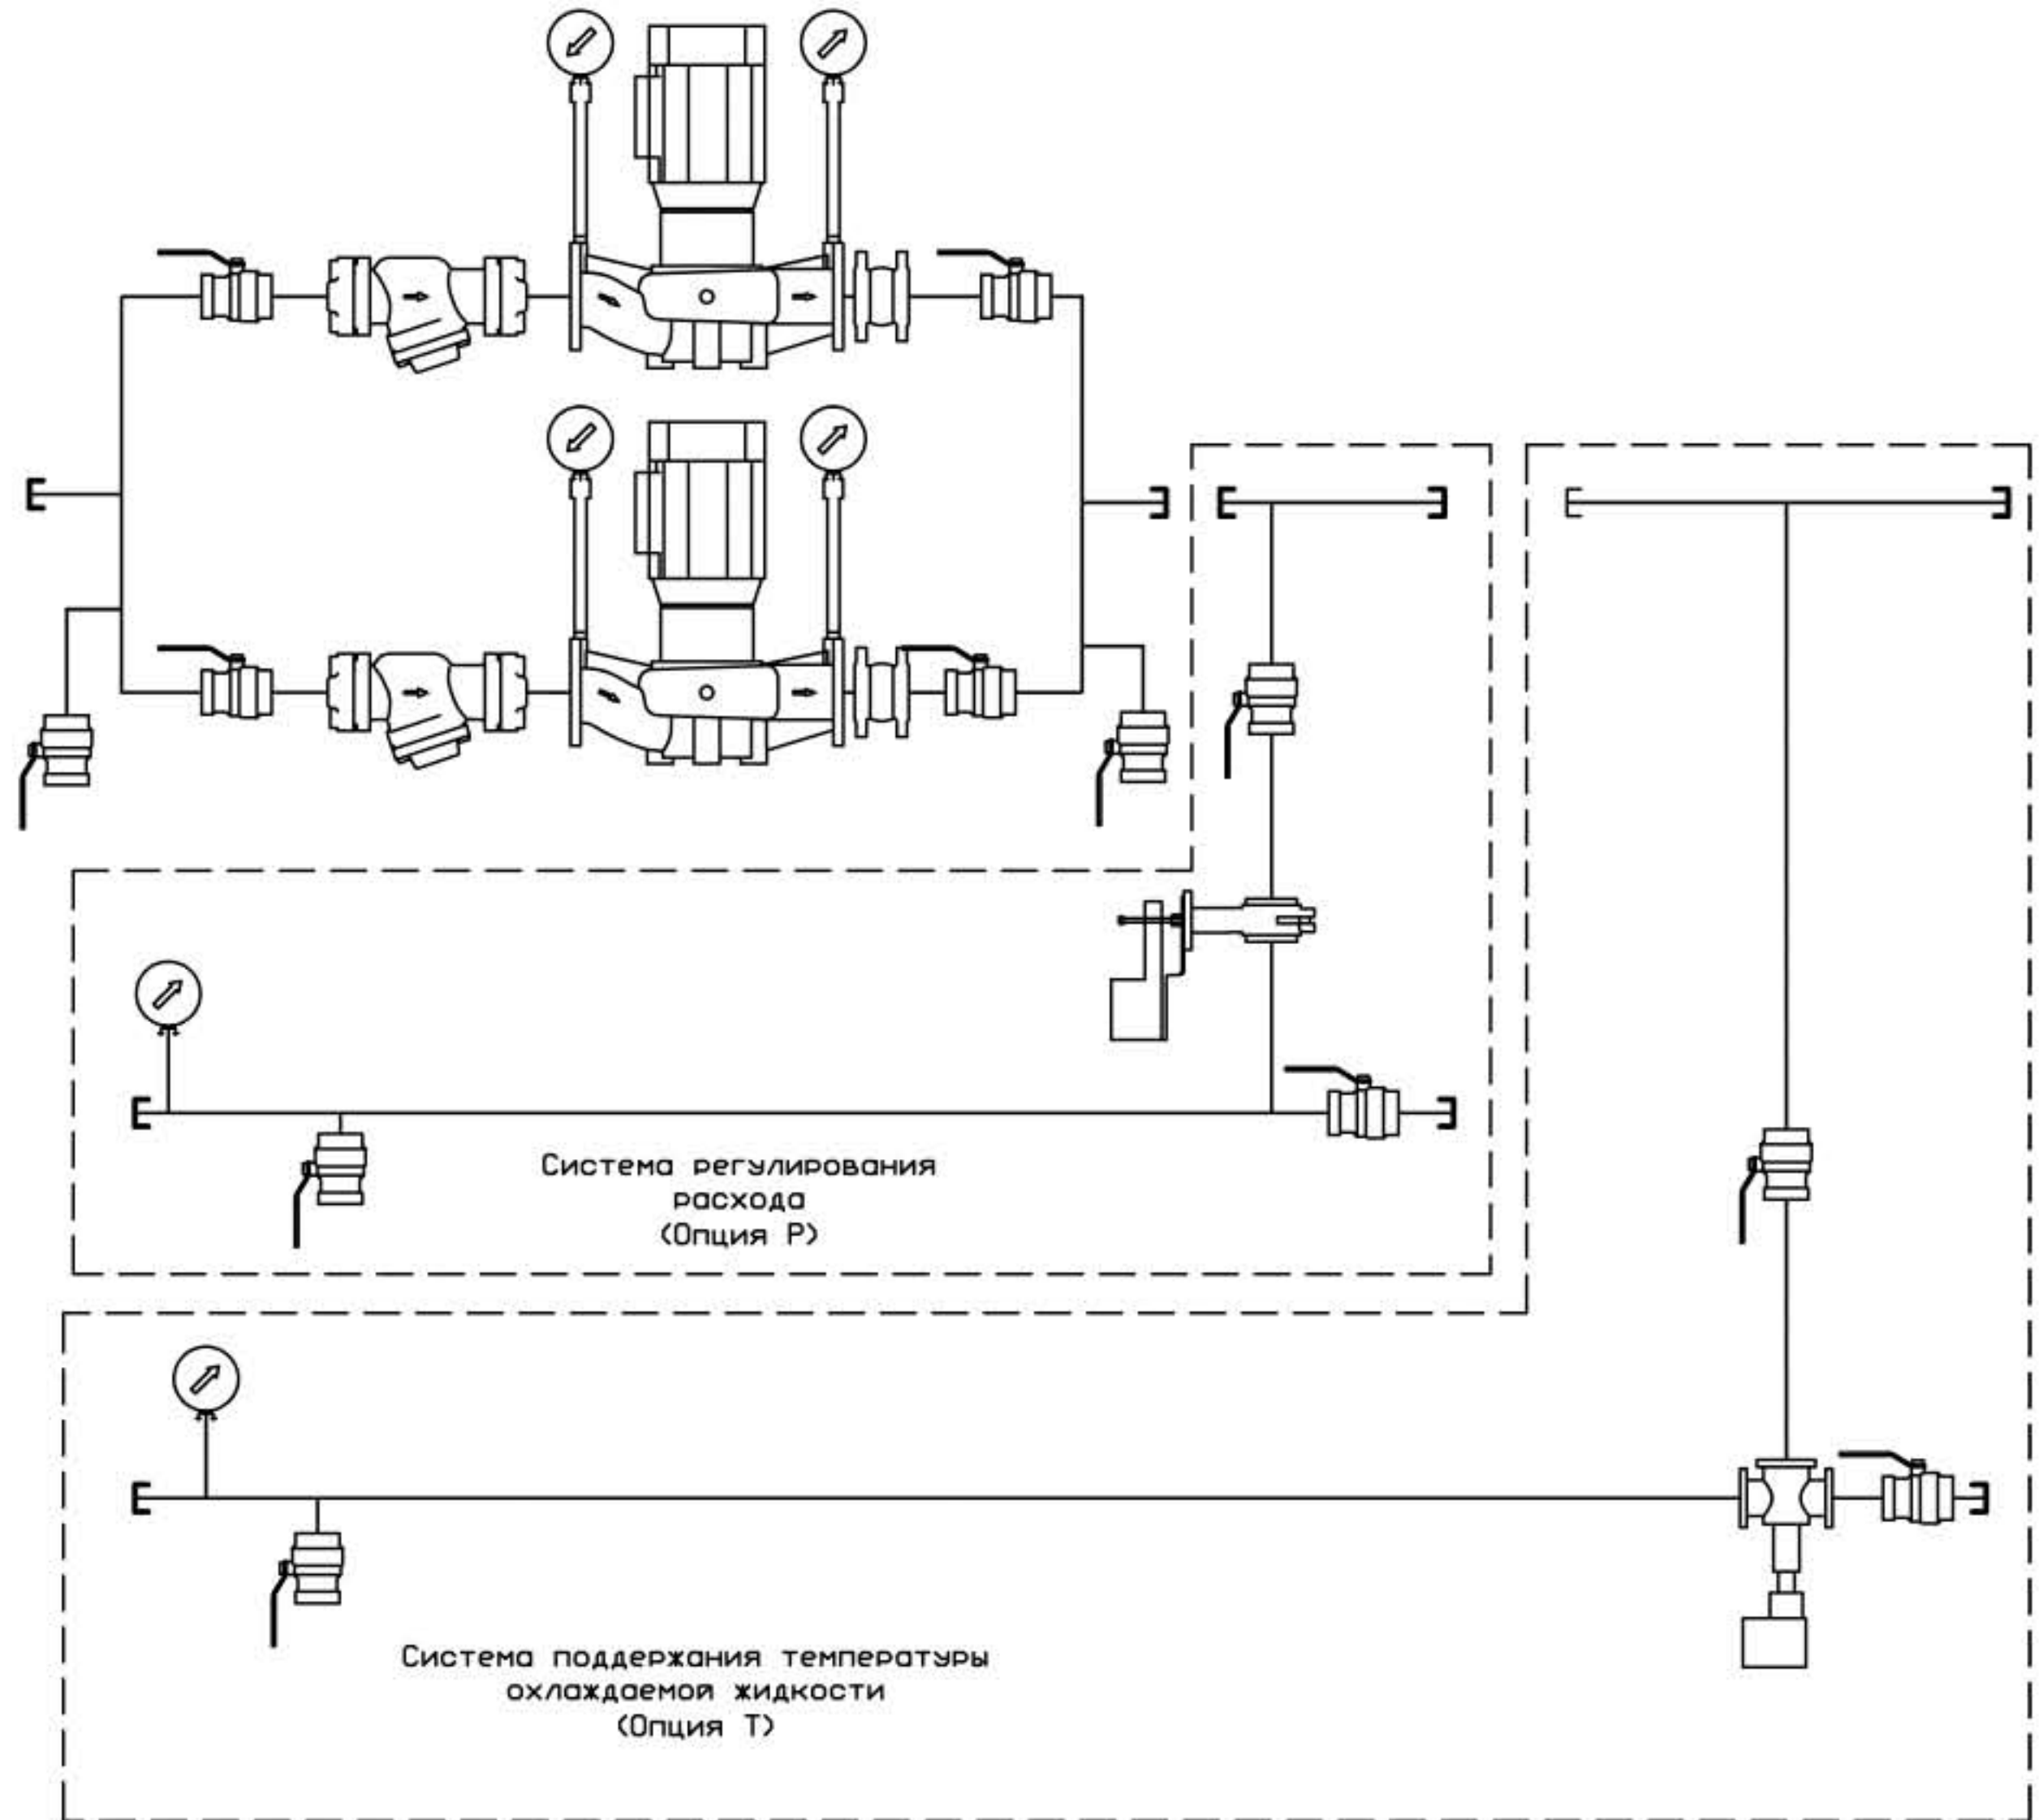 Система регулирования
расхода
(Опция Р)
Система поддержания температуры
охлаждаемой жидкости
(Опция Т)